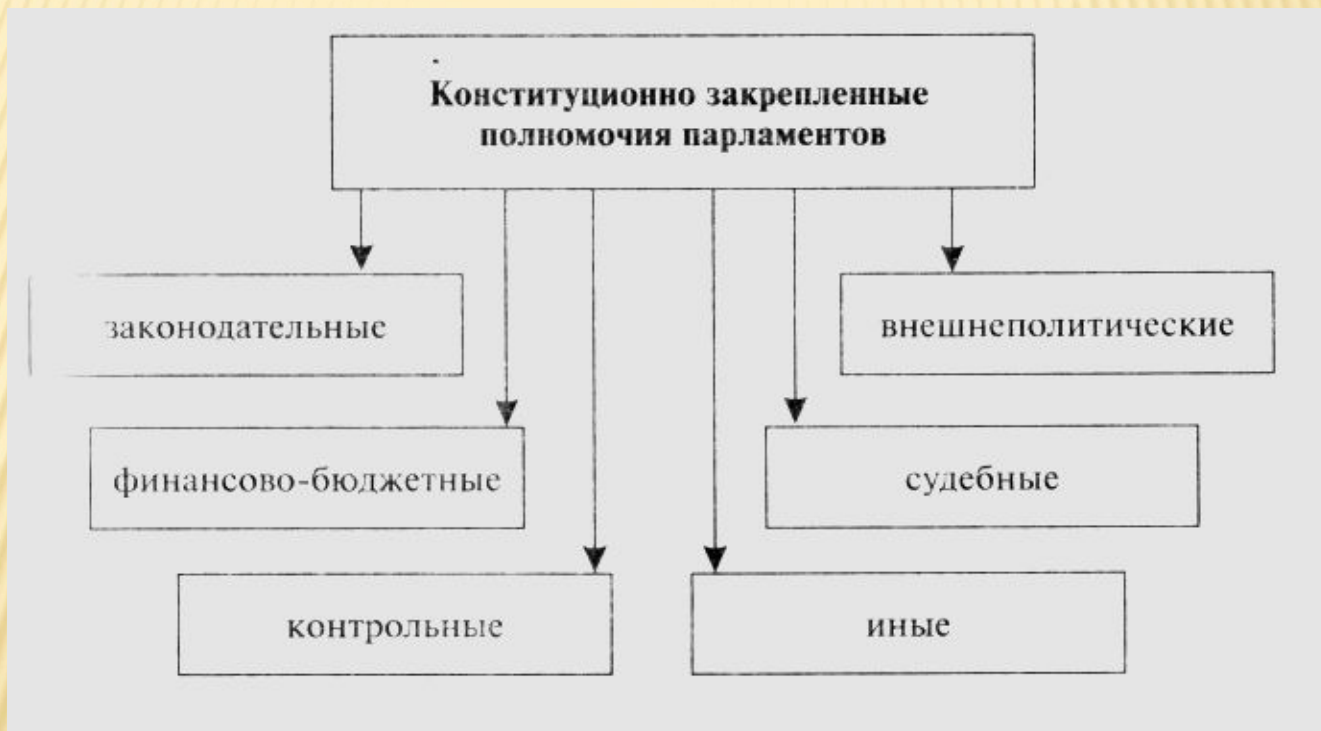 Конституционно закрепленные
полномочия парламентов
законодательные
внешнеполитические
финансово-бюджетные
судебные
контрольные
иные